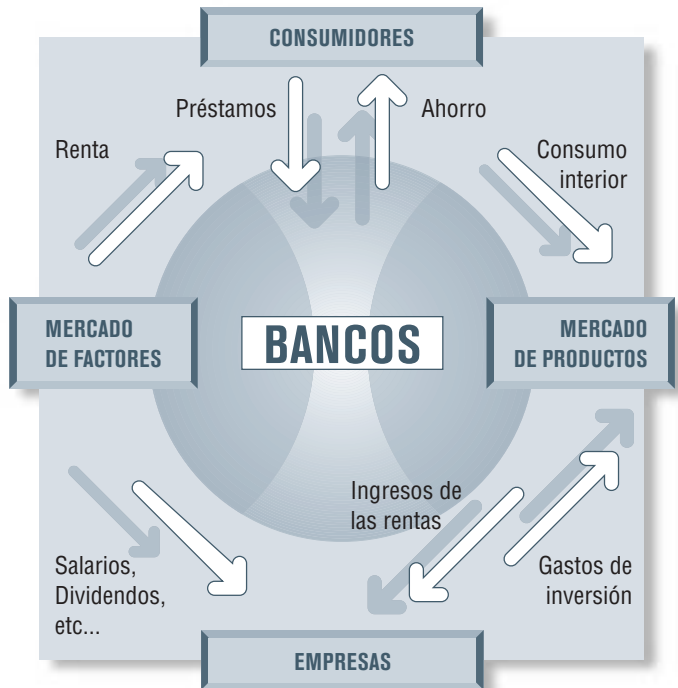 CONSUMIDORES
Préstamos
Ahorro
Renta
Consumo
interior
MERCADO
DE FACTORES
BANCOS
MERCADO
DE PRODUCTOS
Ingresos de
las rentas
Salarios,
Dividendos,
etc...
Gastos de
inversión
EMPRESAS